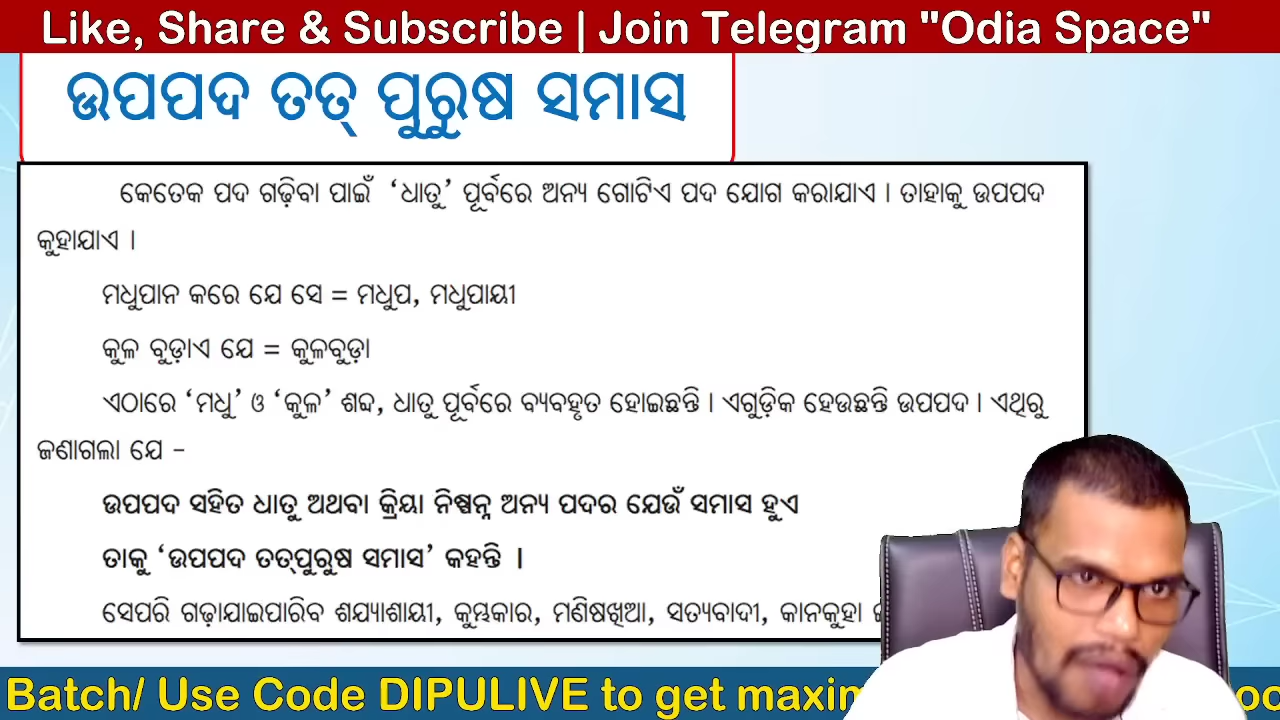 Like, Share & Subscribe | Join Telegram "Odia Space"
ଉପପଦ ତତ୍ ପୁରୁଷ ସମାସ
କେତେକ ପଦ ଗଢ଼ିବା ପାଇଁ ‘ଧାତୁ’ ପୂର୍ବରେ ଅନ୍ୟ ଗୋଟିଏ ପଦ ଯୋଗ କରାଯାଏ । ତାହାକୁ ଉପପଦ
କୁହାଯାଏ ।
ମଧୁପାନ କରେ ଯେ ସେ = ମଧୁପ, ମଧୁପାୟୀ
କୁଳ ବୁଡ଼ାଏ ଯେ = କୁଳବୁଡ଼ା
ଏଠାରେ ‘ମଧୁ’ ଓ ‘କୁଳ’ ଶବ୍ଦ, ଧାତୁ ପୂର୍ବରେ ବ୍ୟବହୃତ ହୋଇଛନ୍ତି । ଏଗୁଡ଼ିକ ହେଉଛନ୍ତି ଉପପଦ । ଏଥିରୁ
ଜଣାଗଲା ଯେ –
ଉପପଦ ସହିତ ଧାତୁ ଅଥବା କ୍ରିୟା ନିଷ୍ପନ୍ନ ଅନ୍ୟ ପଦର ଯେଉଁ ସମାସ ହୁଏ
ତାକୁ ‘ଉପପଦ ତତ୍‌ପୁରୁଷ ସମାସ’ କହନ୍ତି ।
ସେପରି ଗଢ଼ାଯାଇପାରିବ ଶଯ୍ୟାଶାୟୀ, କୁମ୍ଭକାର, ମଣିଷଖିଆ, ସତ୍ୟବାଦୀ, କାନକୁହା
Batch/ Use Code DIPULIVE to get